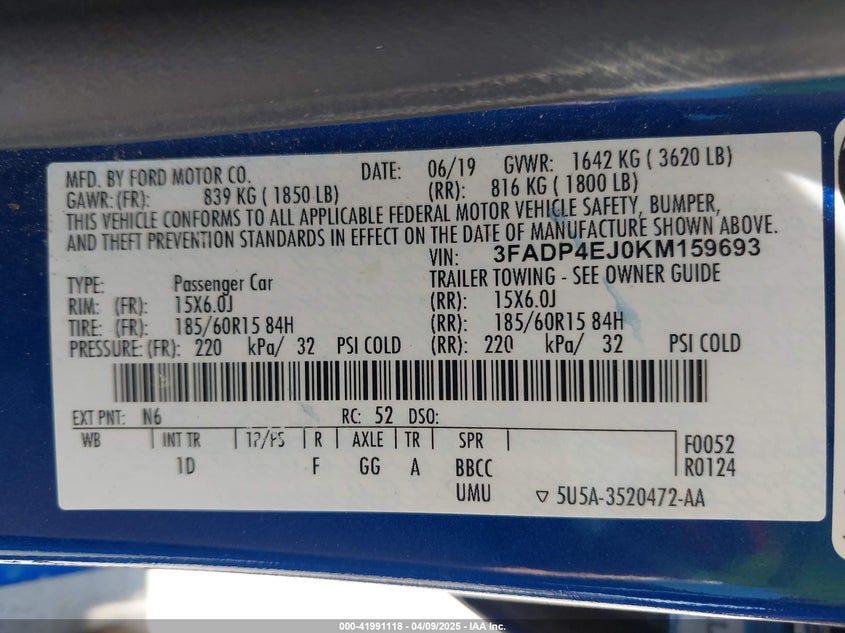 MFD. BY FORD MOTOR CO. DATE: 06/19 GVWR: 1642 KG ( 3620 LB)
GAWR: (FR): 839 KG ( 1850 LB) (RR): 816 KG ( 1800 LB)
THIS VEHICLE CONFORMS TO ALL APPLICABLE FEDERAL MOTOR VEHICLE SAFETY, BUMPER,
AND THEFT PREVENTION STANDARDS IN EFFECT ON THE DATE OF MANUFACTURE SHOWN ABOVE.
VIN: 3FADP4EJ0KM159693
TYPE: Passenger Car TRAILER TOWING - SEE OWNER GUIDE
RIM: (FR): 15X6.0J (RR): 15X6.0J
TIRE: (FR): 185/60R15 84H (RR): 185/60R15 84H
PRESSURE: (FR): 220 kPa/ 32 PSI COLD (RR): 220 kPa/ 32 PSI COLD
EXT PNT: N6 RC: 52 DSO:
WB INT TR TP/PS R AXLE TR SPR F0052
1D F GG A BBCC R0124
UMU ▽ 5U5A-3520472-AA
000-41991118 - 04/09/2025 - IAA Inc.